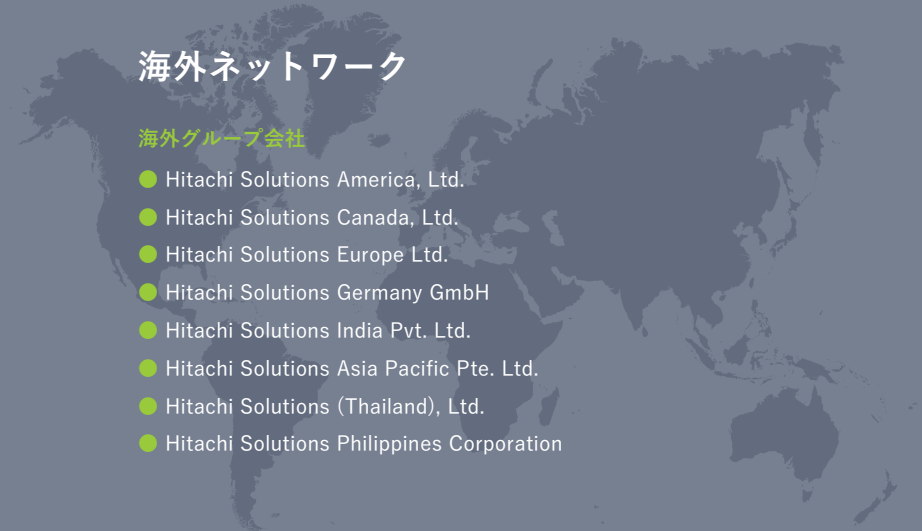 海外ネットワーク
海外グループ会社
● Hitachi Solutions America, Ltd.
● Hitachi Solutions Canada, Ltd.
● Hitachi Solutions Europe Ltd.
● Hitachi Solutions Germany GmbH
● Hitachi Solutions India Pvt. Ltd.
● Hitachi Solutions Asia Pacific Pte. Ltd.
● Hitachi Solutions (Thailand), Ltd.
● Hitachi Solutions Philippines Corporation